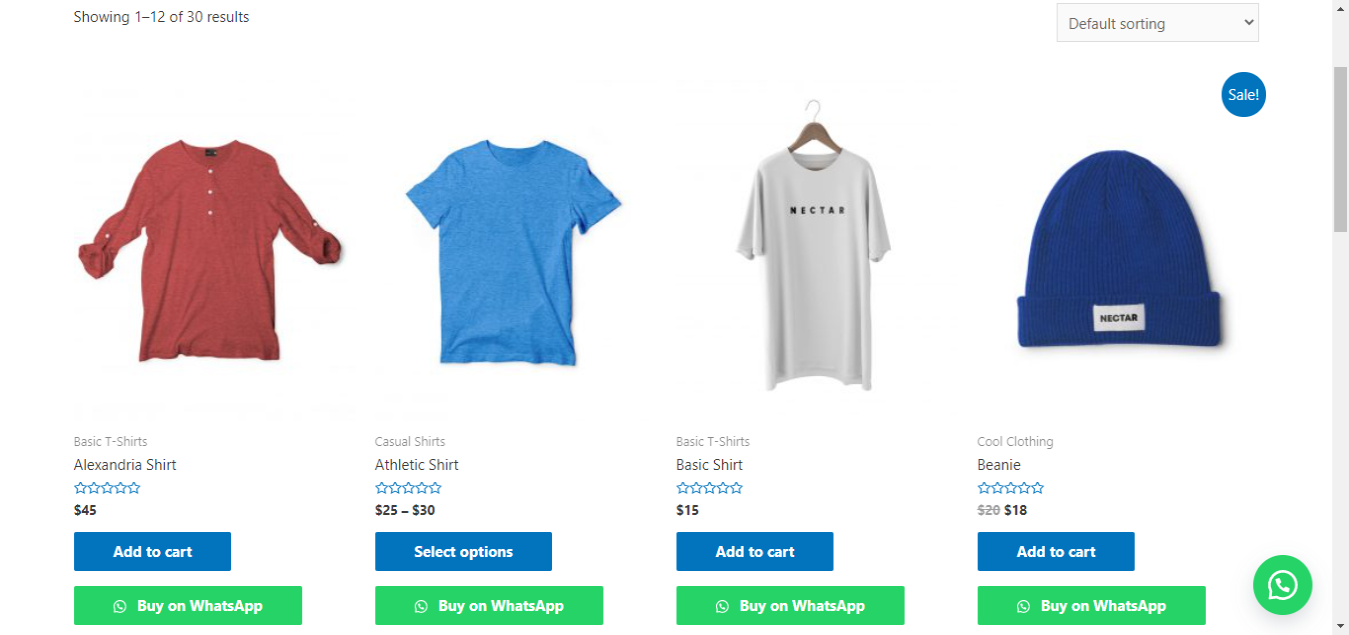 Showing 1–12 of 30 results
Default sorting
Sale!
NECTAR
NECTAR
Basic T-Shirts
Alexandria Shirt
$45
Add to cart
Buy on WhatsApp
Casual Shirts
Athletic Shirt
$25 – $30
Select options
Buy on WhatsApp
Basic T-Shirts
Basic Shirt
$15
Add to cart
Buy on WhatsApp
Cool Clothing
Beanie
$20 $18
Add to cart
Buy on WhatsApp